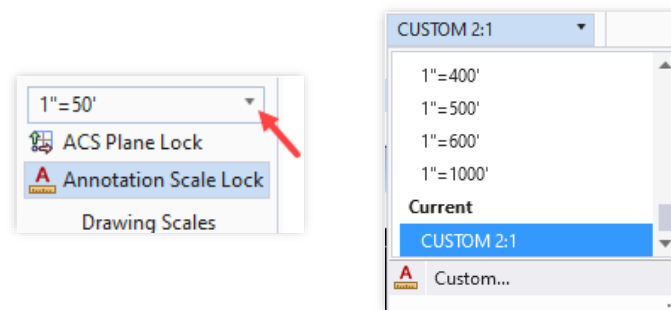 1"=50'
ACS Plane Lock
Annotation Scale Lock
Drawing Scales
CUSTOM 2:1
1"=400'
1"=500'
1"=600'
1"=1000'
Current
CUSTOM 2:1
Custom...